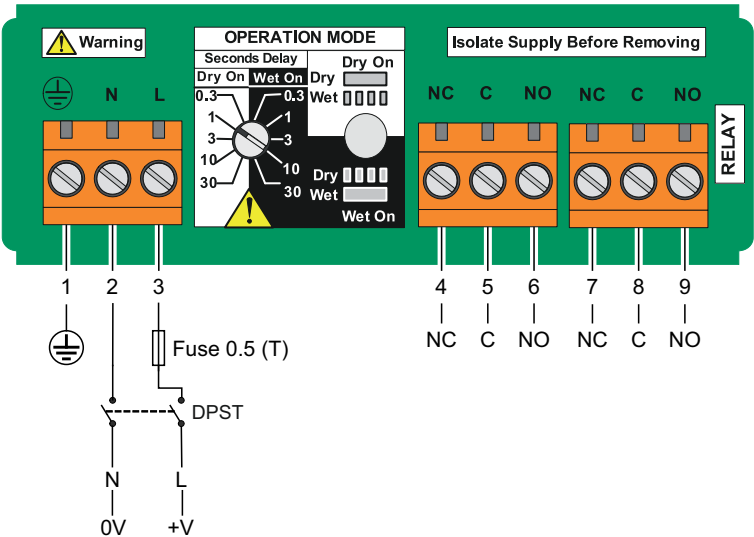 Warning
OPERATION MODE
Isolate Supply Before Removing
Seconds Delay
Dry On Wet On
Dry On
Dry
Wet
0.3 0.3
1 1
3 3
10 10
30 30
Dry
Wet
Wet On
N L
NC C NO NC C NO
RELAY
1 2 3 4 5 6 7 8 9
NC C NO NC C NO
Fuse 0.5 (T)
DPST
N L
0V +V